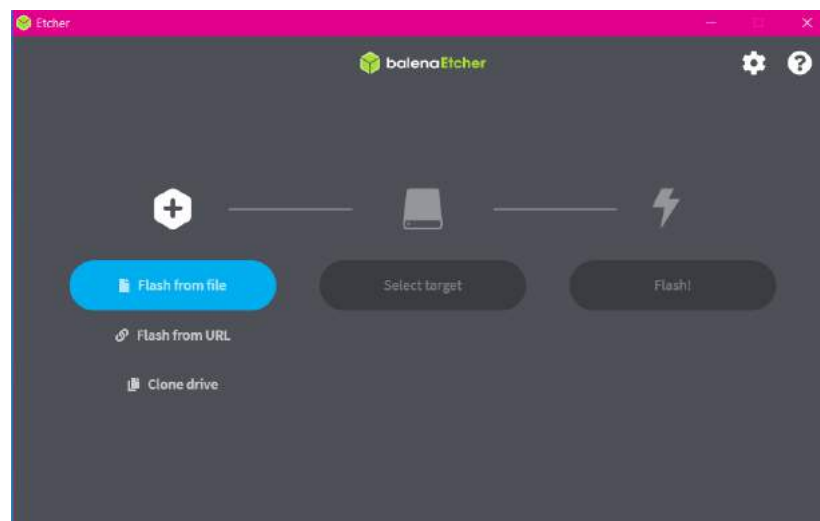 Etcher
balenaEtcher
Flash from file
Select target
Flash!
Flash from URL
Clone drive